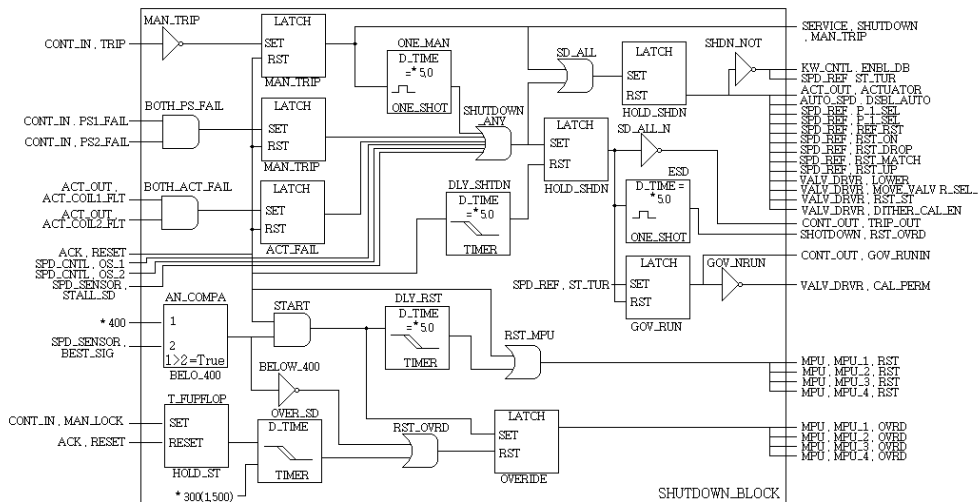 MAN_TRIP
CONT_IN, TRIP
LATCH
SET
RST
MAN_TRIP
ONE_MAN
D_TIME
=*5.0
ONE_SHOT
SD_ALL
LATCH
SET
RST
HOLD_SHDN
SHDN_NOT
SERVICE, SHUTDOWN
, MAN_TRIP
KW_CNTL, ENBL_DB
SPD_REF ST_TUR
ACT_OUT, ACTUATOR
AUTO_SPD, DSBL_AUTO
SPD_REF, P_1_SEL
SPD_REF, P_1_SEL
SPD_REF, REF_RST
SPD_REF, RST_ON
SPD_REF, RST_DROP
SPD_REF, RST_MATCH
SPD_REF, RST_UP
VALV_DRVR, LOWER
VALV_DRVR, MOVE_VALV R_SEL_
VALV_DRVR, RST_ST
VALV_DRVR, DITHER_CAL_EN
CONT_OUT, TRIP_OUT
SHOTDOWN, RST_OVRD
CONT_OUT, GOV_RUNIN
VALV_DRVR, CAL_PERM
BOTH_PS_FAIL
CONT_IN. PS1_FAIL
CONT_IN, PS2_FAIL
LATCH
SET
RST
MAN_TRIP
SHUTDOWN
_ANY
LATCH
SET
RST
HOLD_SHDN
SD_ALL_N
BOTH_ACT_FAIL
ACT_OUT,
ACT_COIL1_FLT
ACT_OUT,
ACT_COIL2_FLT
LATCH
SET
RST
ACT_FAIL
DLY_SHTDN
D_TIME
=*5.0
TIMER
ESD
D_TIME =
*5.0
ONE_SHOT
ACK, RESET
SPD_CNTL, OS_1
SPD_CNTL, OS_2
SPD_SENSOR,
STALL_SD
SPD_REF, ST_TUR
LATCH
SET
RST
GOV_RUN
GOV_NRUN
AN_COMPA
* 400
SPD_SENSOR,
BEST_SIG
1
2
1>2=True
BELO_400
START
DLY_RST
D_TIME
=*5.0
TIMER
RST_MPU
MPU, MPU_1, RST
MPU, MPU_2, RST
MPU, MPU_3, RST
MPU, MPU_4, RST
BELOW_400
T_FUPFLOP
CONT_IN, MAN_LOCK
ACK, RESET
SET
RESET
HOLD_ST
OVER_SD
D_TIME
TIMER
* 300(1,500)
RST_OVRD
LATCH
SET
RST
OVERIDE
MPU, MPU_1, OVRD
MPU, MPU_2, OVRD
MPU, MPU_3, OVRD
MPU, MPU_4, OVRD
SHUTDOWN_BLOCK